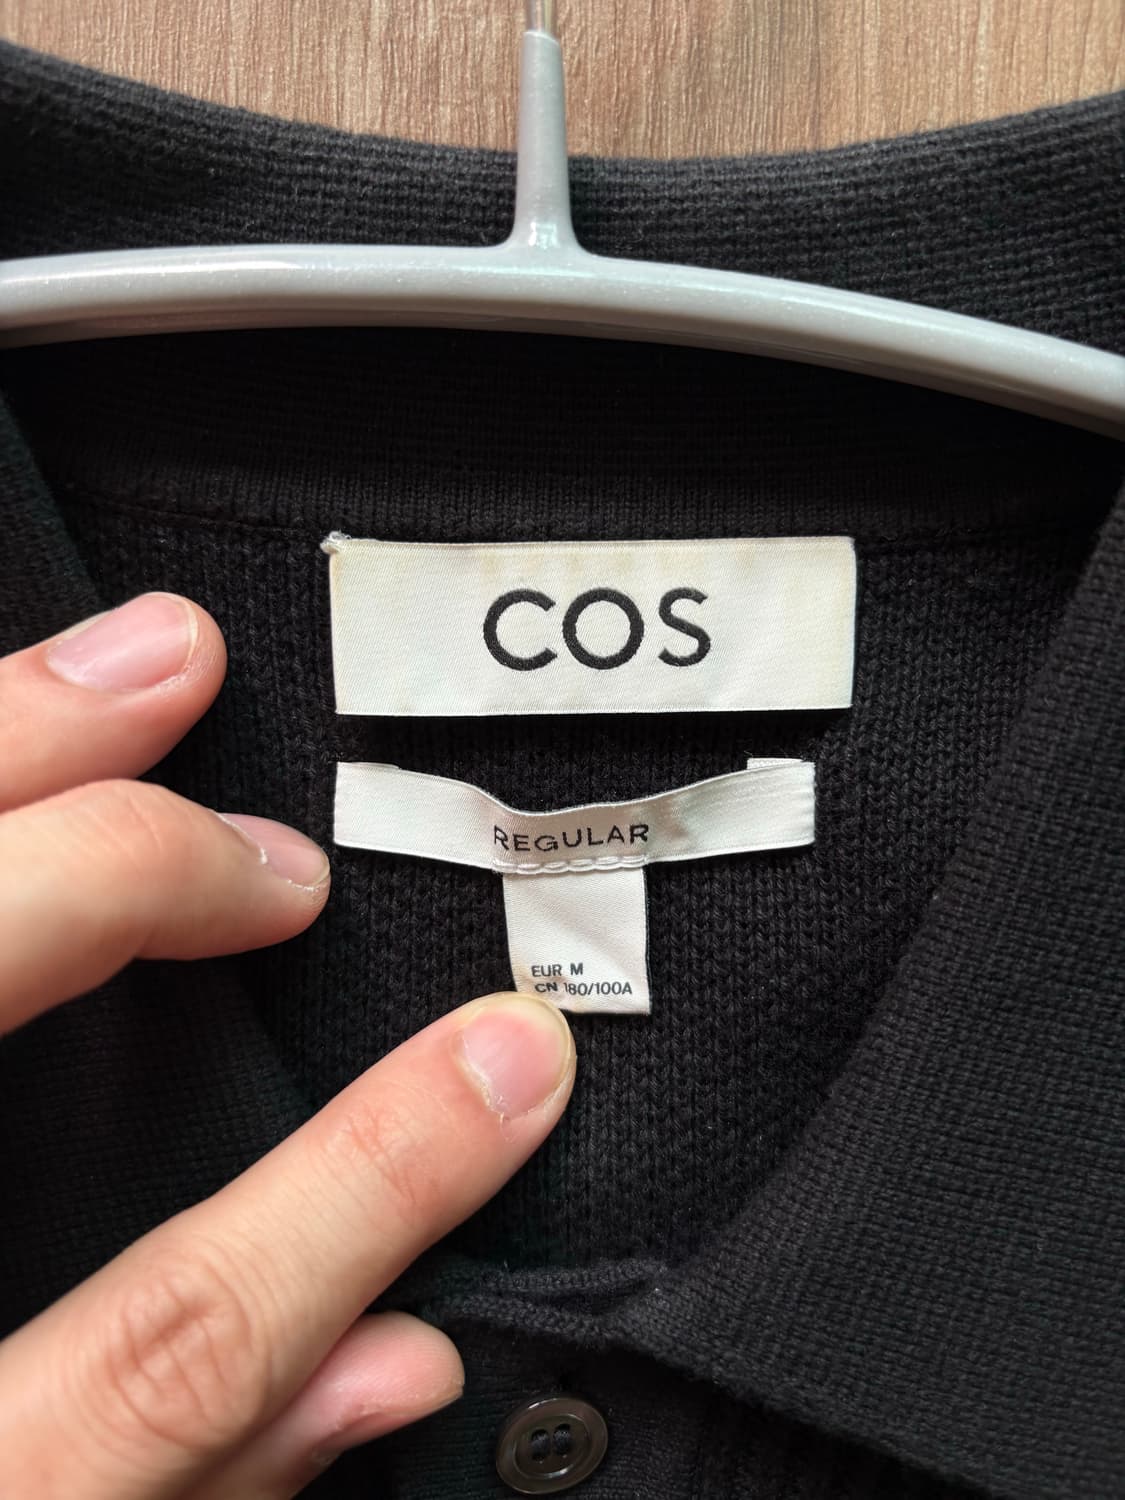 COS
REGULAR
EUR M
CN 180/100A